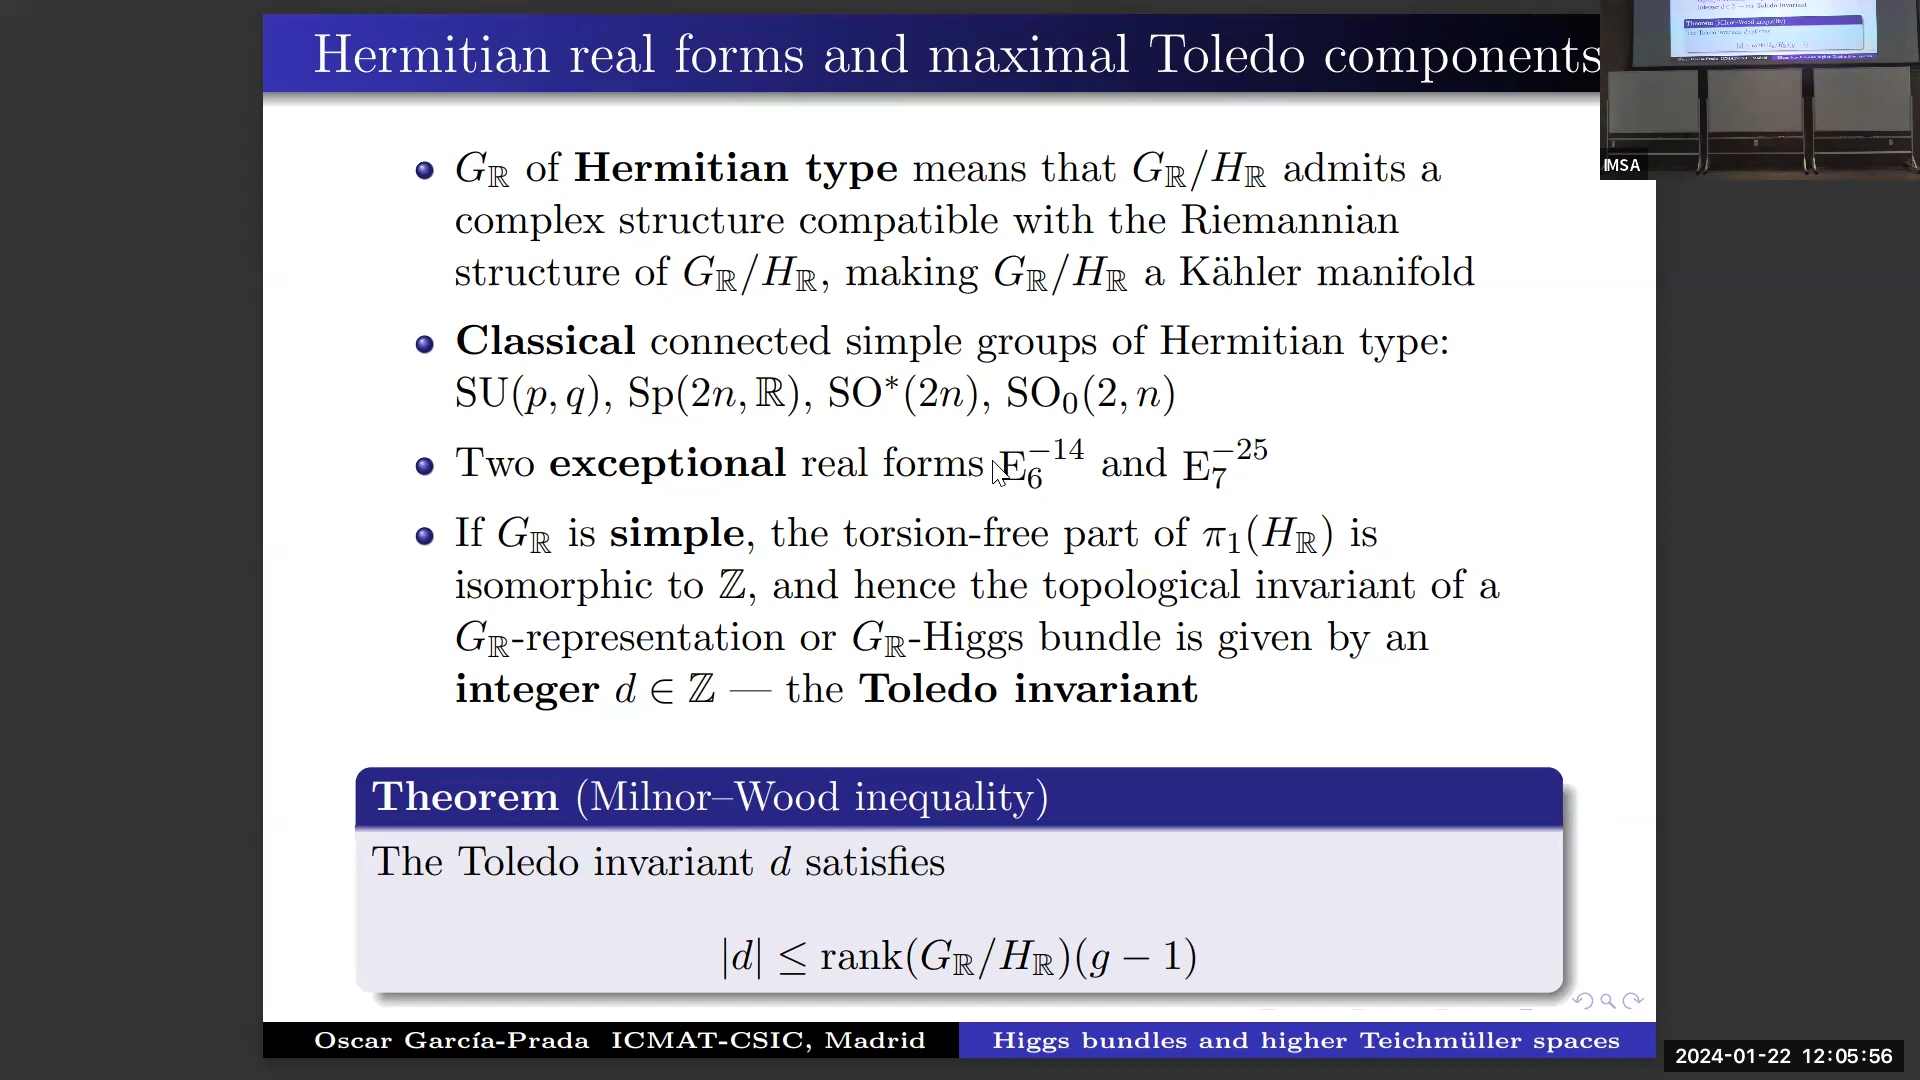 Hermitian real forms and maximal Toledo components
G_ℝ of Hermitian type means that G_ℝ/H_ℝ admits a
complex structure compatible with the Riemannian
structure of G_ℝ/H_ℝ, making G_ℝ/H_ℝ a Kähler manifold
Classical connected simple groups of Hermitian type:
SU(p, q), Sp(2n, ℝ), SO*(2n), SO₀(2, n)
Two exceptional real forms E₆⁻¹⁴ and E₇⁻²⁵
If G_ℝ is simple, the torsion-free part of π₁(H_ℝ) is
isomorphic to ℤ, and hence the topological invariant of a
G_ℝ-representation or G_ℝ-Higgs bundle is given by an
integer d ∈ ℤ — the Toledo invariant
Theorem (Milnor–Wood inequality)
The Toledo invariant d satisfies
|d| ≤ rank(G_ℝ/H_ℝ)(g − 1)
Oscar García-Prada ICMAT-CSIC, Madrid
Higgs bundles and higher Teichmüller spaces
IMSA
2024-01-22 12:05:56